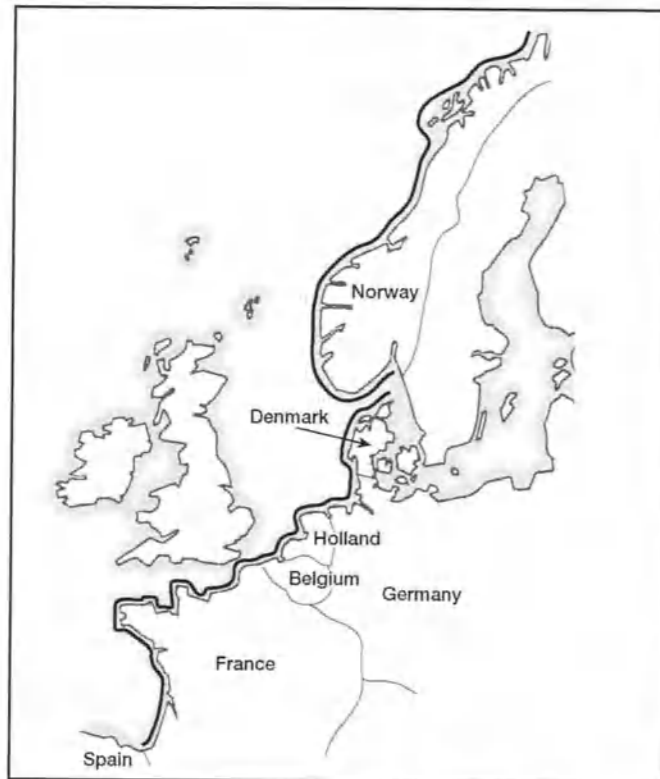 Norway
Denmark
Holland
Belgium
Germany
France
Spain